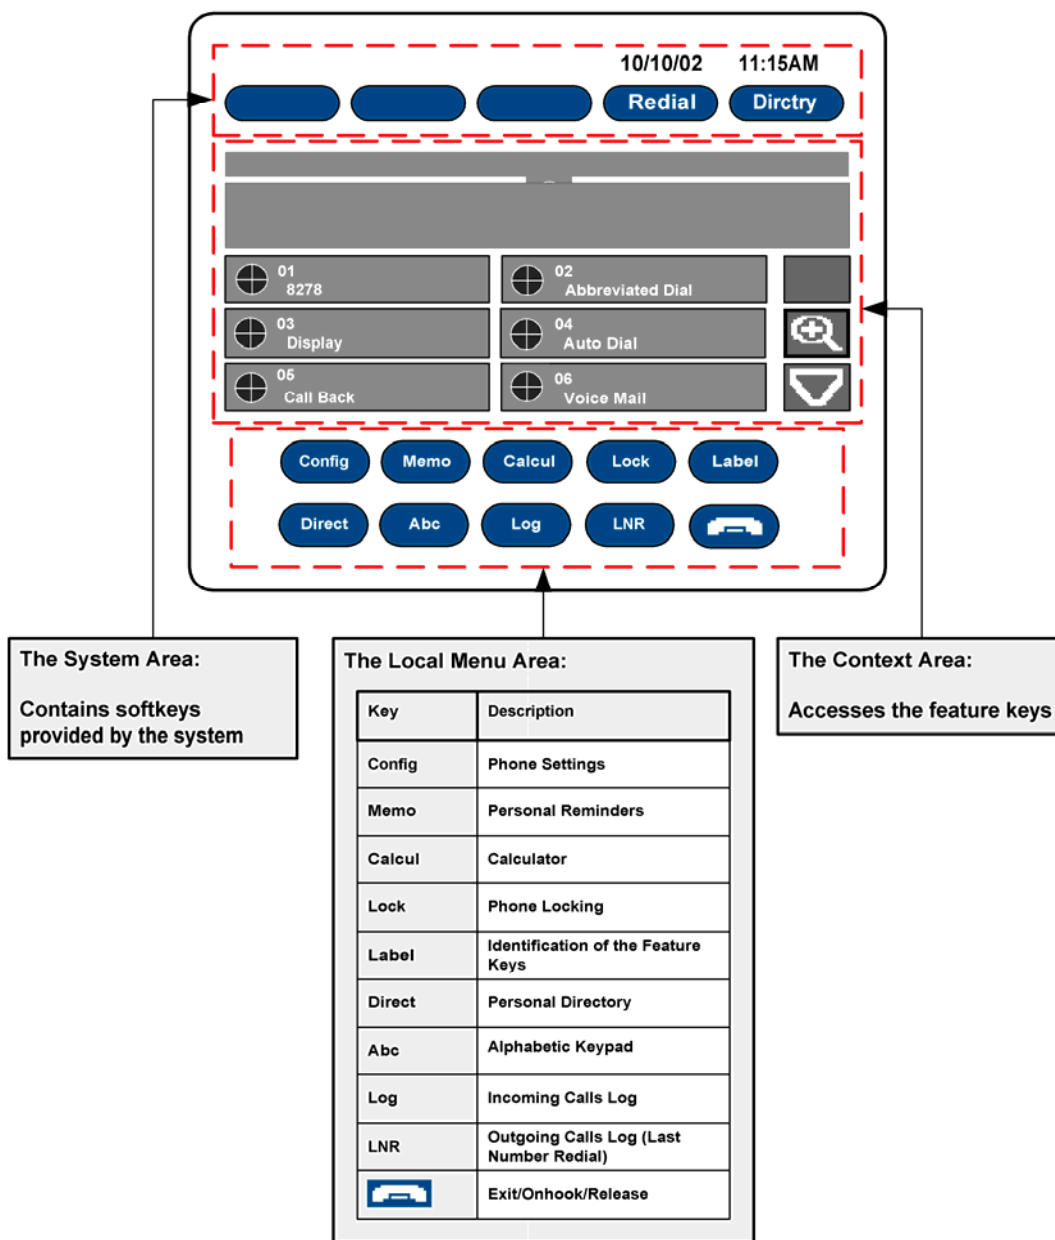 10/10/02 11:15AM
Redial Dirctry
01
8278
02
Abbreviated Dial
03
Display
04
Auto Dial
05
Call Back
06
Voice Mail
Config Memo Calcul Lock Label
Direct Abc Log LNR
The System Area:
Contains softkeys
provided by the system
The Local Menu Area:
Key Description
Config Phone Settings
Memo Personal Reminders
Calcul Calculator
Lock Phone Locking
Label Identification of the Feature
Keys
Direct Personal Directory
Abc Alphabetic Keypad
Log Incoming Calls Log
LNR Outgoing Calls Log (Last
Number Redial)
Exit/Onhook/Release
The Context Area:
Accesses the feature keys